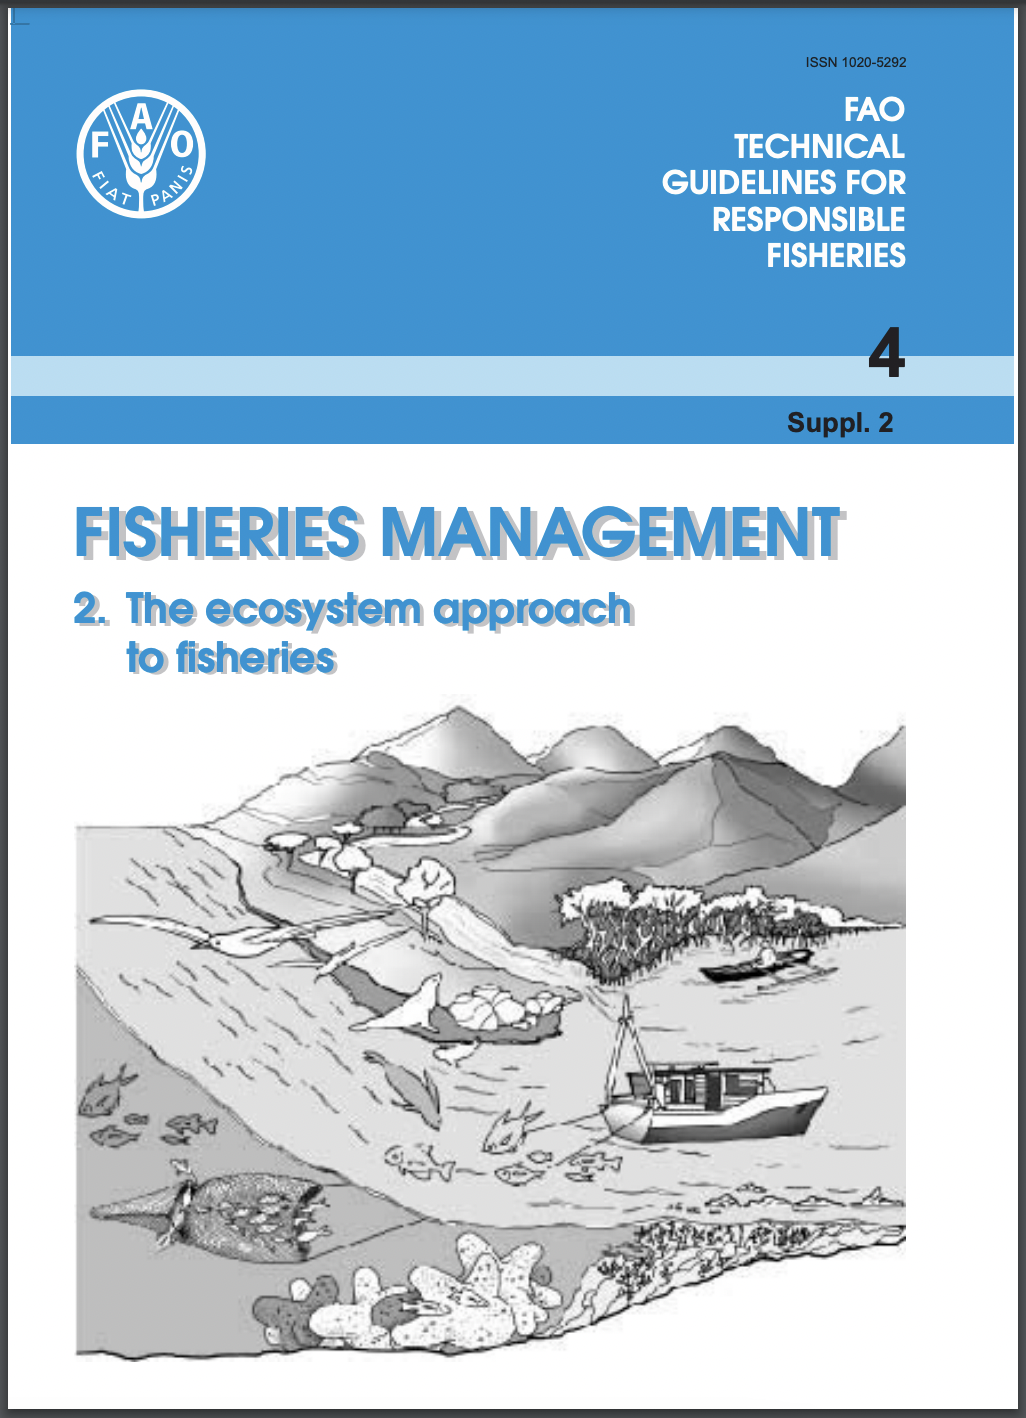 ISSN 1020-5292
FAO
TECHNICAL
GUIDELINES FOR
RESPONSIBLE
FISHERIES
F A O
FIAT PANIS
4
Suppl. 2
FISHERIES MANAGEMENT
2. The ecosystem approach
to fisheries